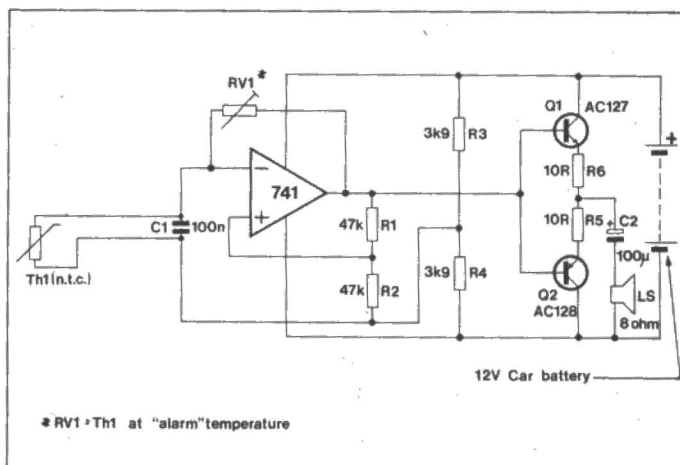 RV1*
Q1 AC127
3k9 R3
10R R6
741
C1 100n
47k R1
10R R5 + C2
100µ
Th1(n.t.c.)
47k R2
3k9 R4
Q2
AC128
LS
8 ohm
12V Car battery
* RV1 = Th1 at "alarm" temperature